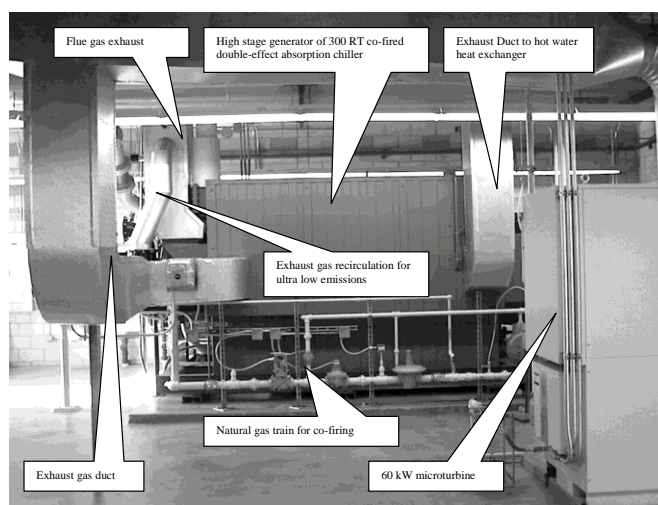 Flue gas exhaust
High stage generator of 300 RT co-fired
double-effect absorption chiller
Exhaust Duct to hot water
heat exchanger
Exhaust gas recirculation for
ultra low emissions
Natural gas train for co-firing
Exhaust gas duct
60 kW microturbine